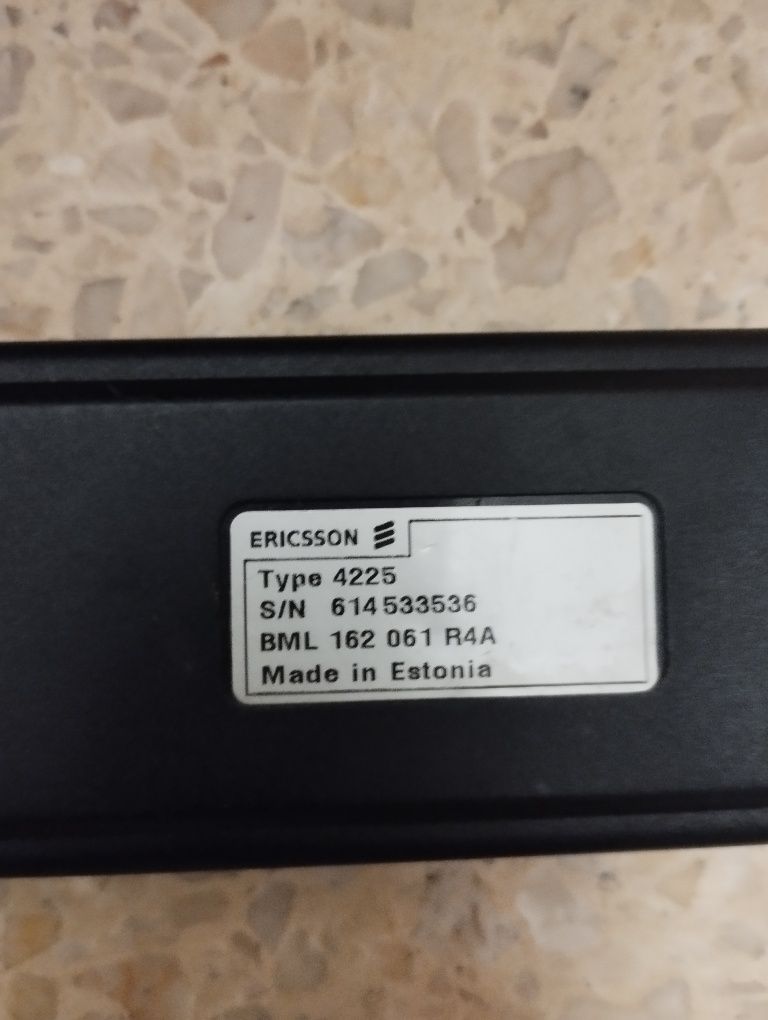 ERICSSON
Type 4225
S/N 614533536
BML 162 061 R4A
Made in Estonia